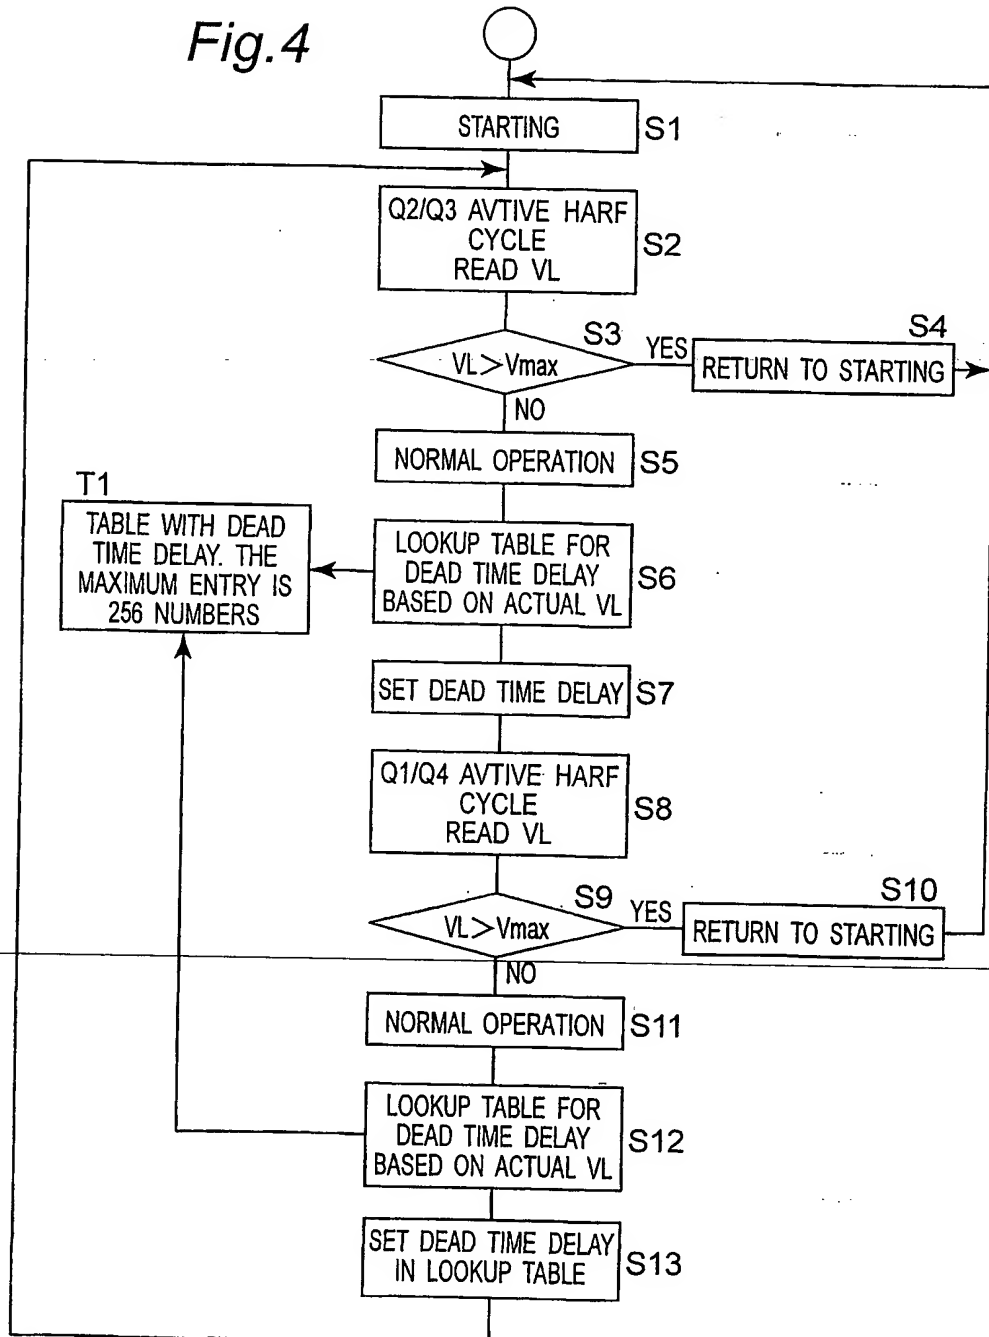 Fig.4
STARTING
S1
Q2/Q3 AVTIVE HARF
CYCLE
READ VL
S2
VL>Vmax
S3
YES
RETURN TO STARTING
S4
NO
NORMAL OPERATION
S5
T1
TABLE WITH DEAD
TIME DELAY. THE
MAXIMUM ENTRY IS
256 NUMBERS
LOOKUP TABLE FOR
DEAD TIME DELAY
BASED ON ACTUAL VL
S6
SET DEAD TIME DELAY
S7
Q1/Q4 AVTIVE HARF
CYCLE
READ VL
S8
VL>Vmax
S9
YES
RETURN TO STARTING
S10
NO
NORMAL OPERATION
S11
LOOKUP TABLE FOR
DEAD TIME DELAY
BASED ON ACTUAL VL
S12
SET DEAD TIME DELAY
IN LOOKUP TABLE
S13